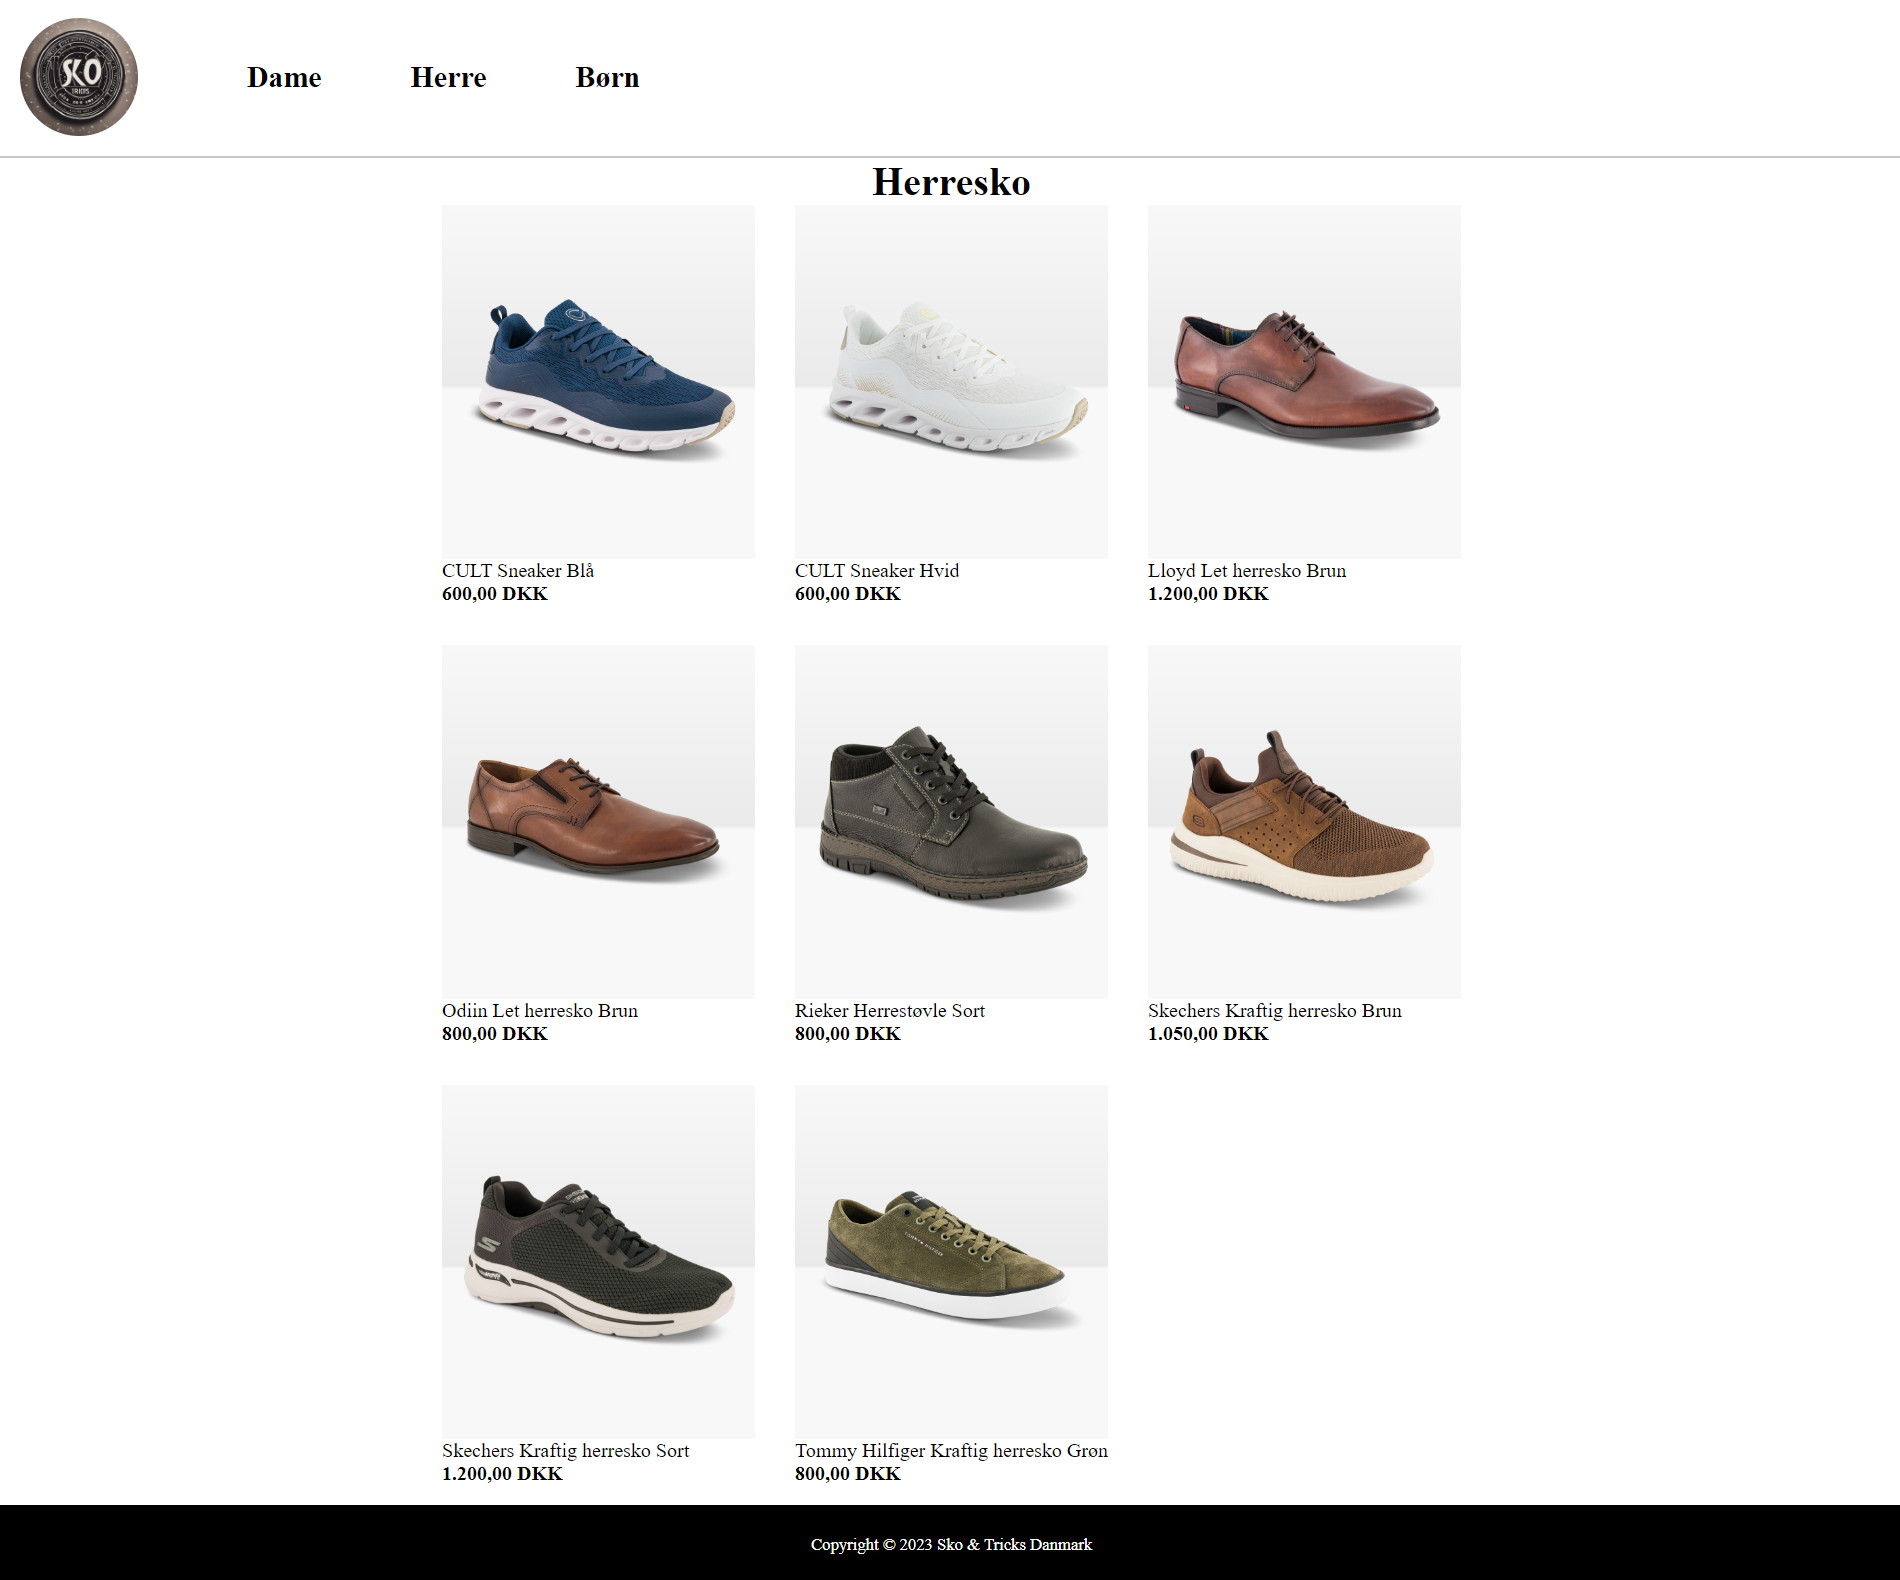 SKO
TRICKS
Dame
Herre
Børn
Herresko
CULT Sneaker Blå
600,00 DKK
CULT Sneaker Hvid
600,00 DKK
Lloyd Let herresko Brun
1.200,00 DKK
Odiin Let herresko Brun
800,00 DKK
Rieker Herrestøvle Sort
800,00 DKK
Skechers Kraftig herresko Brun
1.050,00 DKK
Skechers Kraftig herresko Sort
1.200,00 DKK
TOMMY HILFIGER
Tommy Hilfiger Kraftig herresko Grøn
800,00 DKK
Copyright © 2023 Sko & Tricks Danmark